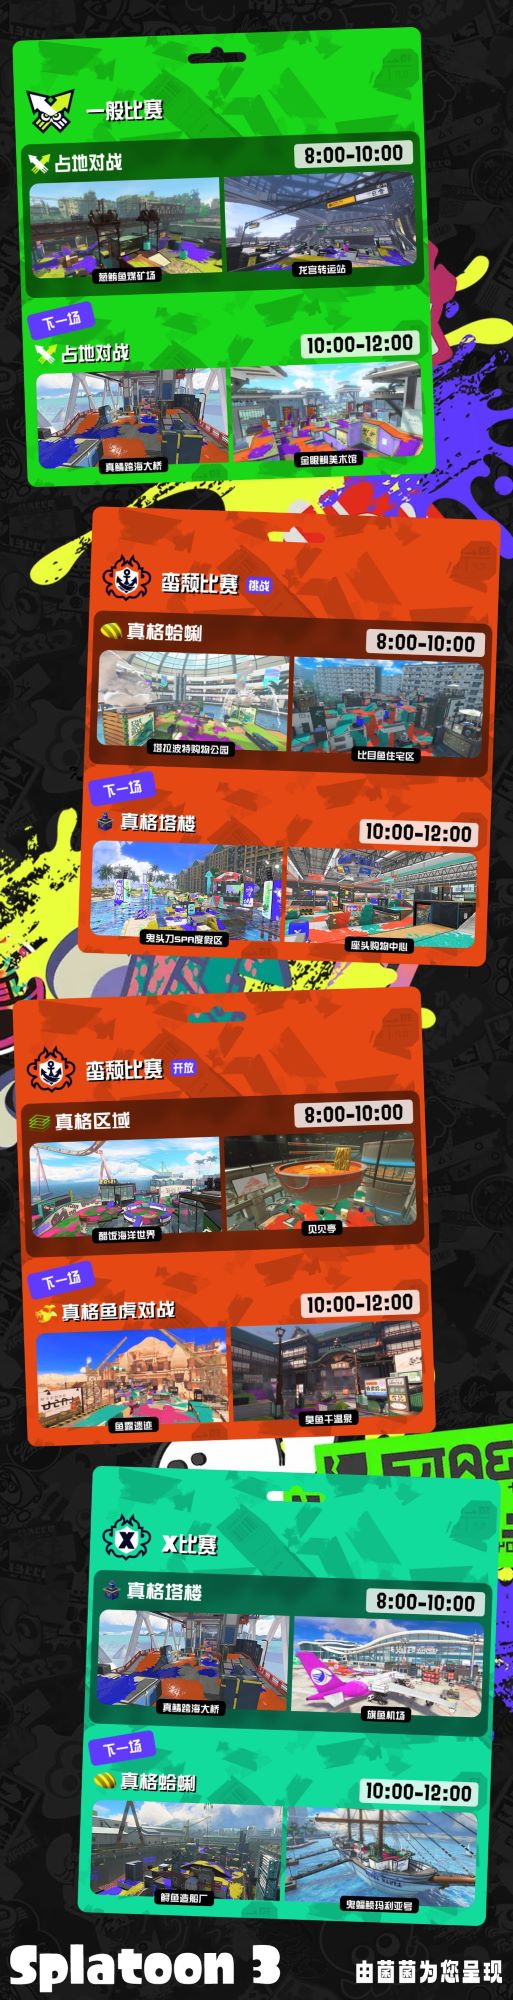 一般比赛
占地对战
8:00-10:00
葱鲔鱼煤矿场
龙宫转运站
下一场
占地对战
10:00-12:00
真鲭跨海大桥
金眼鲷美术馆
蛮颓比赛
挑战
真格蛤蜊
8:00-10:00
塔拉波特购物公园
比目鱼住宅区
下一场
真格塔楼
10:00-12:00
鬼头刀SPA度假区
座头购物中心
蛮颓比赛
开放
真格区域
8:00-10:00
醋饭海洋世界
贝贝亭
下一场
真格鱼虎对战
10:00-12:00
鱼露遗迹
臭鱼干温泉
X比赛
真格塔楼
8:00-10:00
真鲭跨海大桥
旗鱼机场
下一场
真格蛤蜊
10:00-12:00
鲟鱼造船厂
鬼蝠鲼玛利亚号
Splatoon 3
由菌菌为您呈现